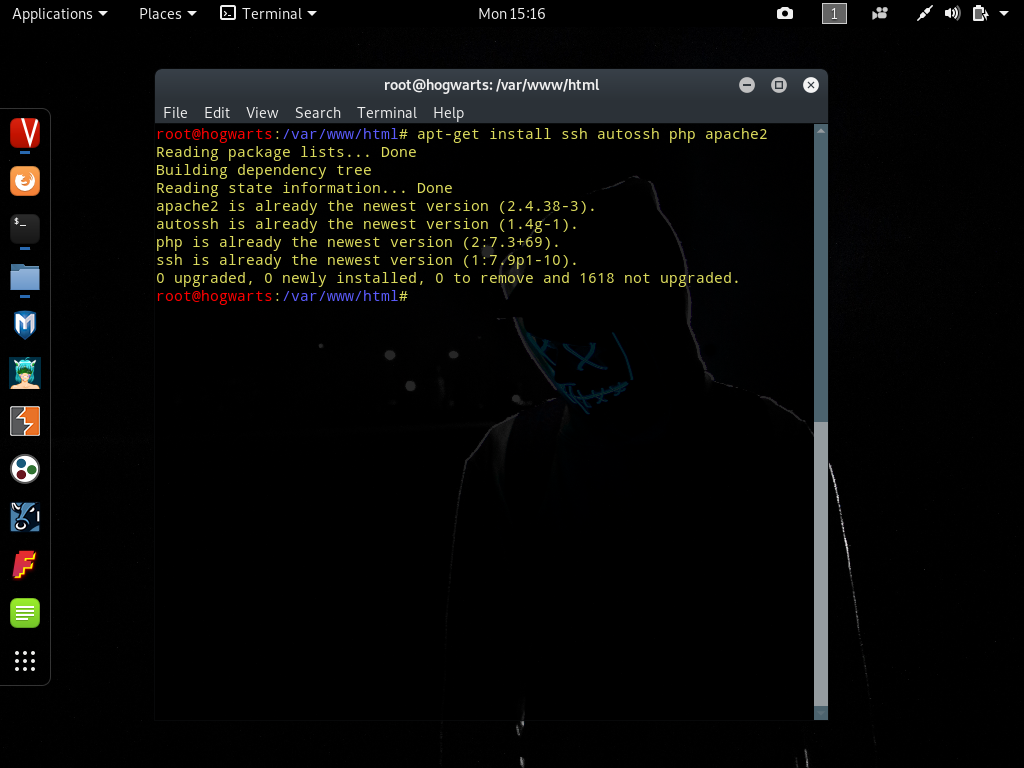 Applications Places Terminal Mon 15:16 1
root@hogwarts: /var/www/html
File Edit View Search Terminal Help
root@hogwarts:/var/www/html# apt-get install ssh autossh php apache2
Reading package lists... Done
Building dependency tree
Reading state information... Done
apache2 is already the newest version (2.4.38-3).
autossh is already the newest version (1.4g-1).
php is already the newest version (2:7.3+69).
ssh is already the newest version (1:7.9p1-10).
0 upgraded, 0 newly installed, 0 to remove and 1618 not upgraded.
root@hogwarts:/var/www/html#